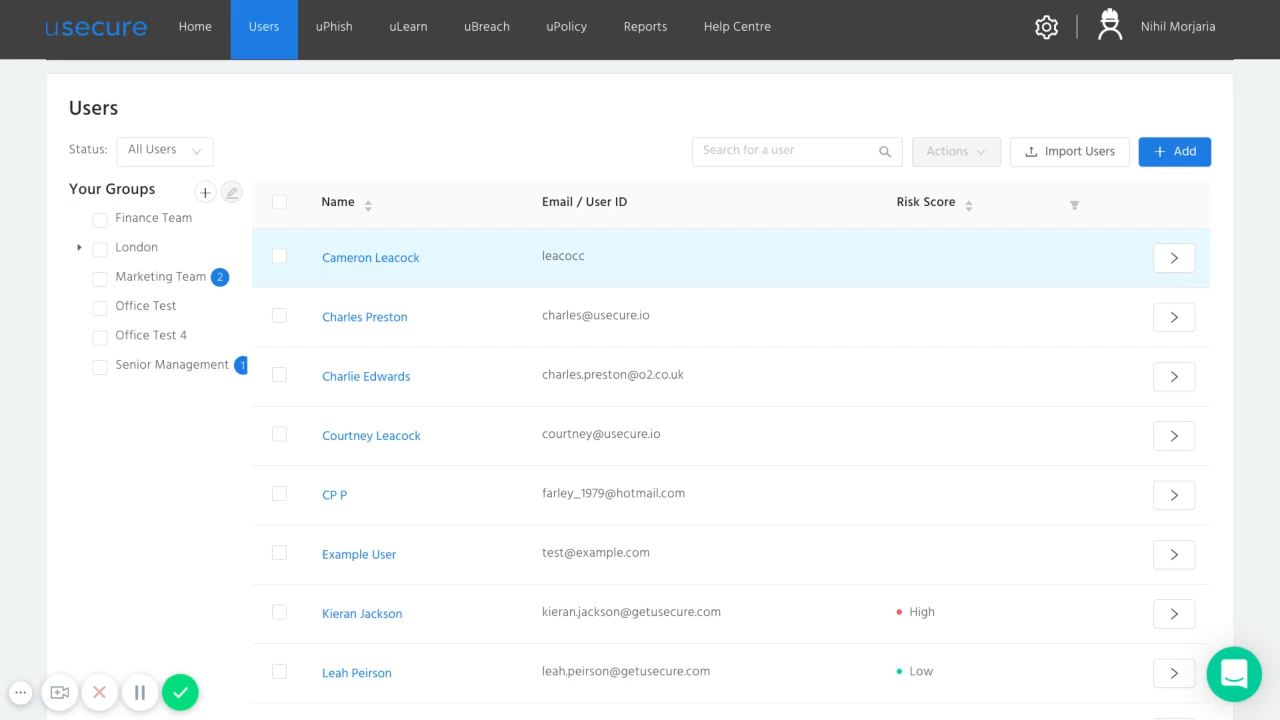 usecure Home Users uPhish uLearn uBreach uPolicy Reports Help Centre Nihil Morjaria
Users
Status: All Users Search for a user Actions Import Users + Add
Your Groups
Finance Team
London
Marketing Team 2
Office Test
Office Test 4
Senior Management 1
Name Email / User ID Risk Score
Cameron Leacock leacocc
Charles Preston charles@usecure.io
Charlie Edwards charles.preston@o2.co.uk
Courtney Leacock courtney@usecure.io
CP P farley_1979@hotmail.com
Example User test@example.com
Kieran Jackson kieran.jackson@getusecure.com High
Leah Peirson leah.peirson@getusecure.com Low